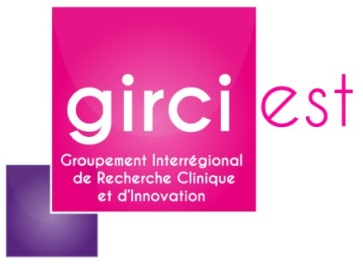 girci est
Groupement Interrégional
de Recherche Clinique
et d'Innovation